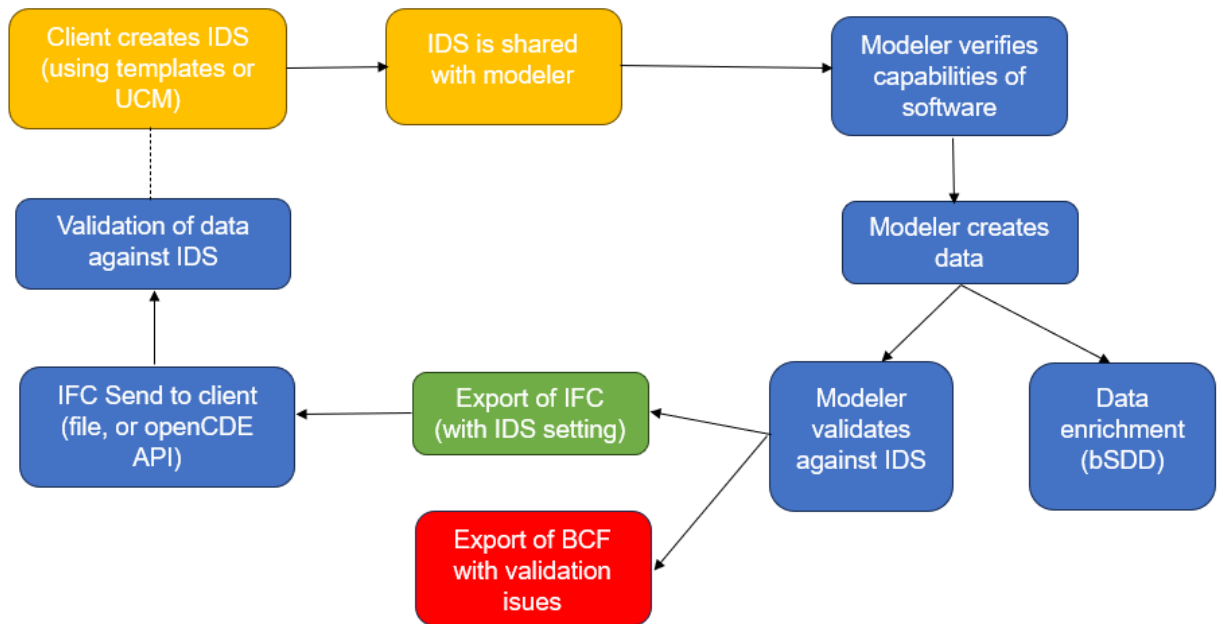 Client creates IDS
(using templates or
UCM)
IDS is shared
with modeler
Modeler verifies
capabilities of
software
Validation of data
against IDS
Modeler creates
data
IFC Send to client
(file, or openCDE
API)
Export of IFC
(with IDS setting)
Modeler
validates
against IDS
Data
enrichment
(bSDD)
Export of BCF
with validation
isues